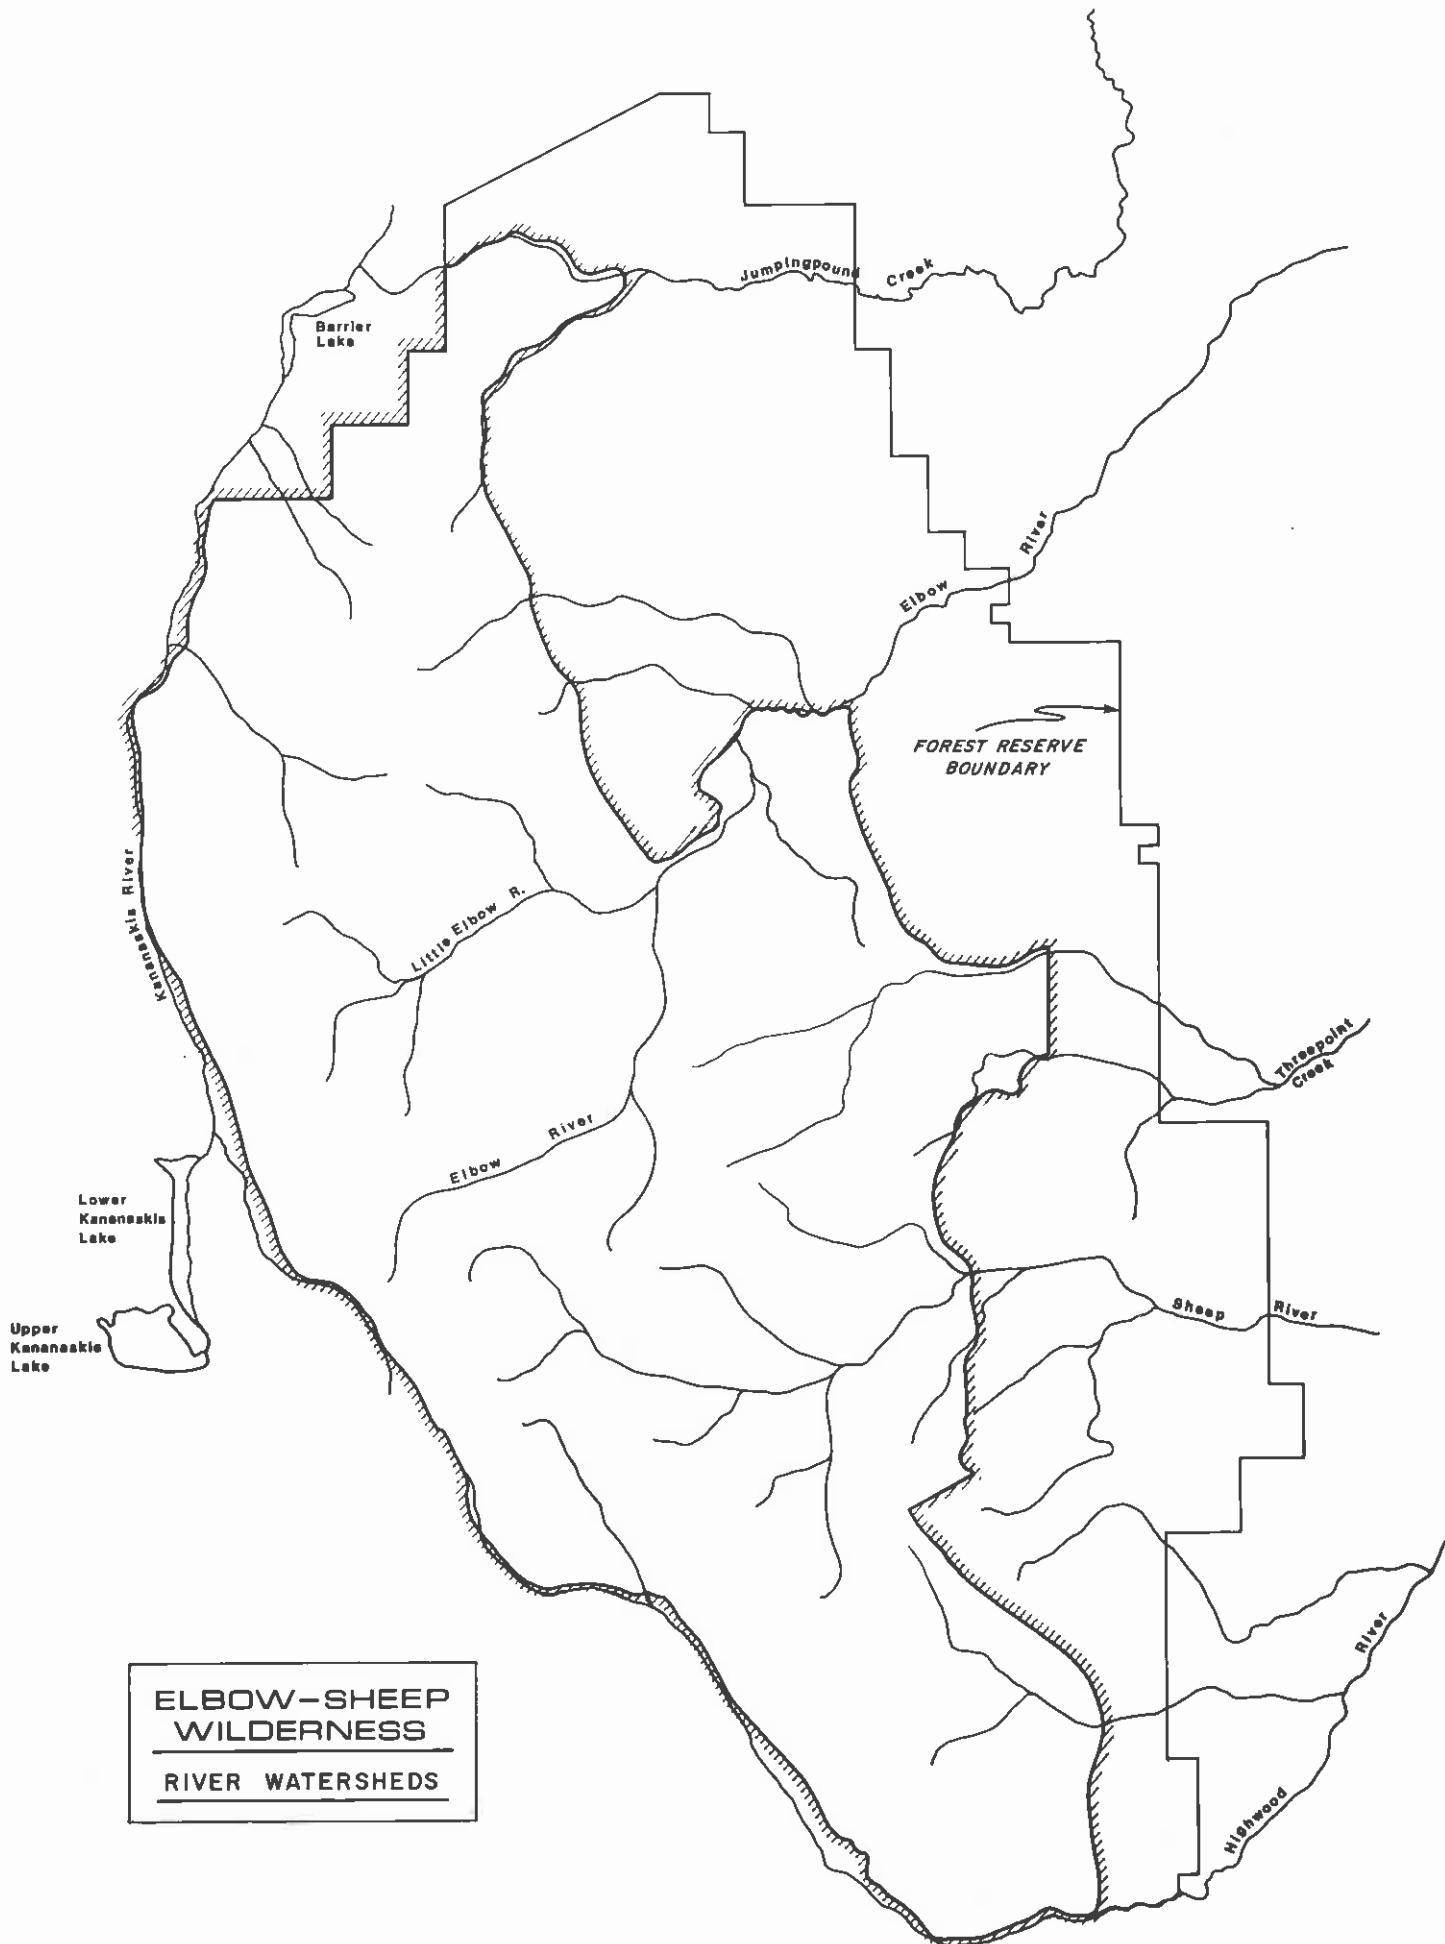 Jumpingpound Creek
Barrier
Lake
Elbow River
FOREST RESERVE
BOUNDARY
Kananaskis River
Little Elbow R.
Threepoint
Creek
Elbow River
Lower
Kananaskis
Lake
Sheep River
Upper
Kananaskis
Lake
Highwood River
ELBOW-SHEEP
WILDERNESS
RIVER WATERSHEDS